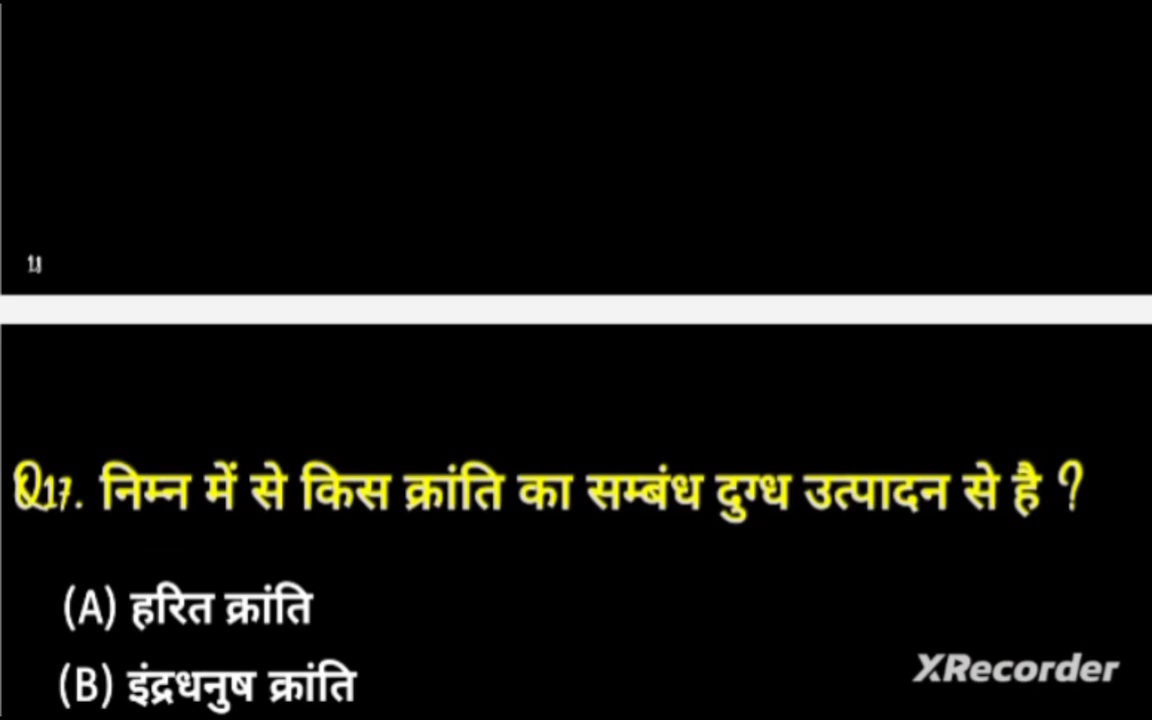 Q17. निम्न में से किस क्रांति का सम्बंध दुग्ध उत्पादन से है ?
(A) हरित क्रांति
(B) इंद्रधनुष क्रांति
XRecorder